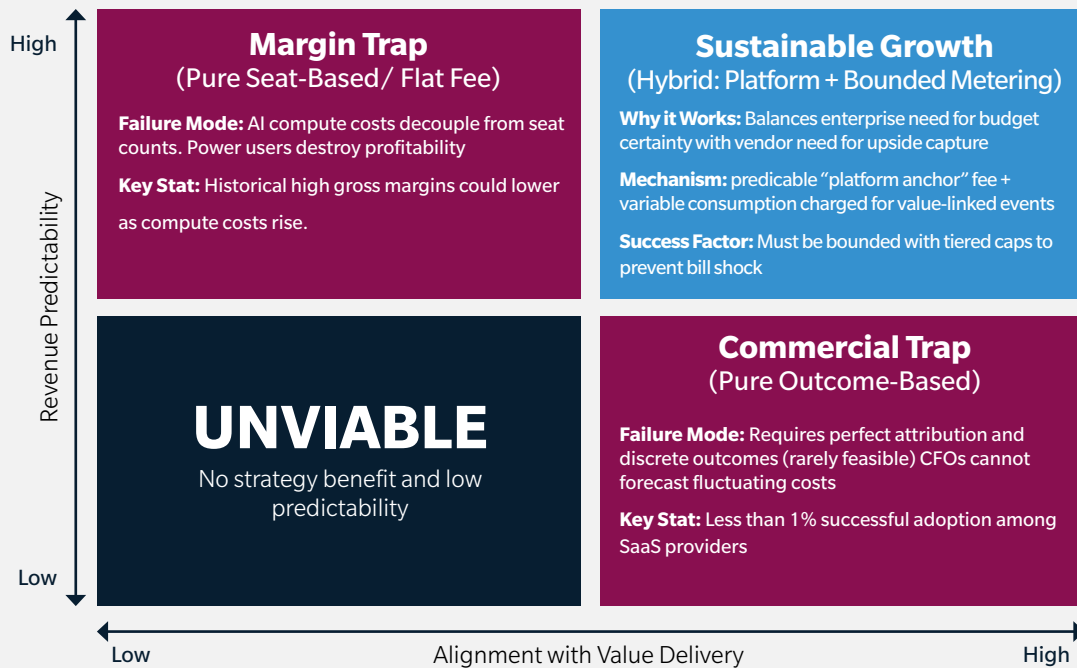 High
Revenue Predictability
Low
Margin Trap
(Pure Seat-Based/ Flat Fee)
Failure Mode: AI compute costs decouple from seat
counts. Power users destroy profitability
Key Stat: Historical high gross margins could lower
as compute costs rise.
Sustainable Growth
(Hybrid: Platform + Bounded Metering)
Why it Works: Balances enterprise need for budget
certainty with vendor need for upside capture
Mechanism: predicable “platform anchor” fee +
variable consumption charged for value-linked events
Success Factor: Must be bounded with tiered caps to
prevent bill shock
UNVIABLE
No strategy benefit and low
predictability
Commercial Trap
(Pure Outcome-Based)
Failure Mode: Requires perfect attribution and
discrete outcomes (rarely feasible) CFOs cannot
forecast fluctuating costs
Key Stat: Less than 1% successful adoption among
SaaS providers
Low
Alignment with Value Delivery
High